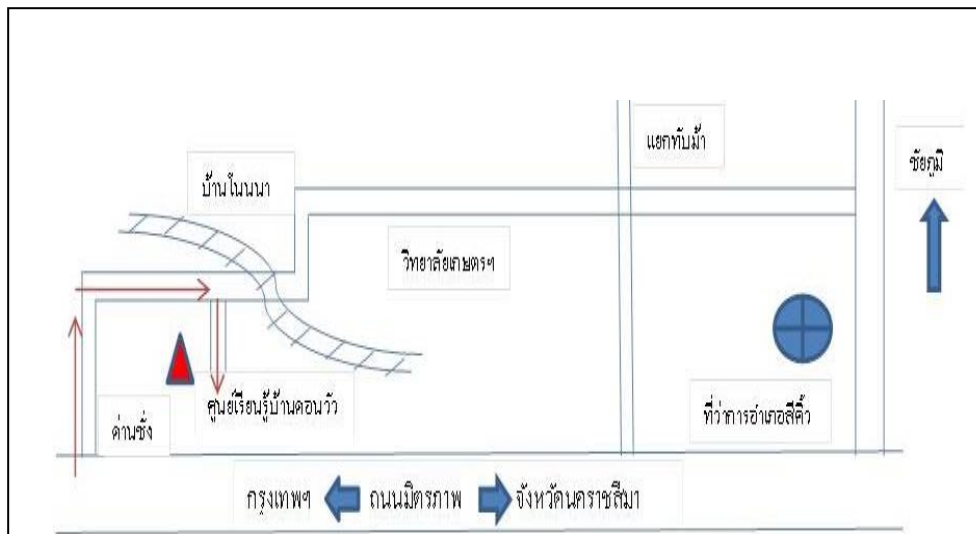 แยกทับม้า
ชัยภูมิ
บ้านโนนนา
วิทยาลัยเกษตรฯ
ศูนย์เรียนรู้บ้านดอนวัว
ที่ว่าการอำเภอสีคิ้ว
ด่านชั่ง
กรุงเทพฯ ถนนมิตรภาพ จังหวัดนคราชสีมา